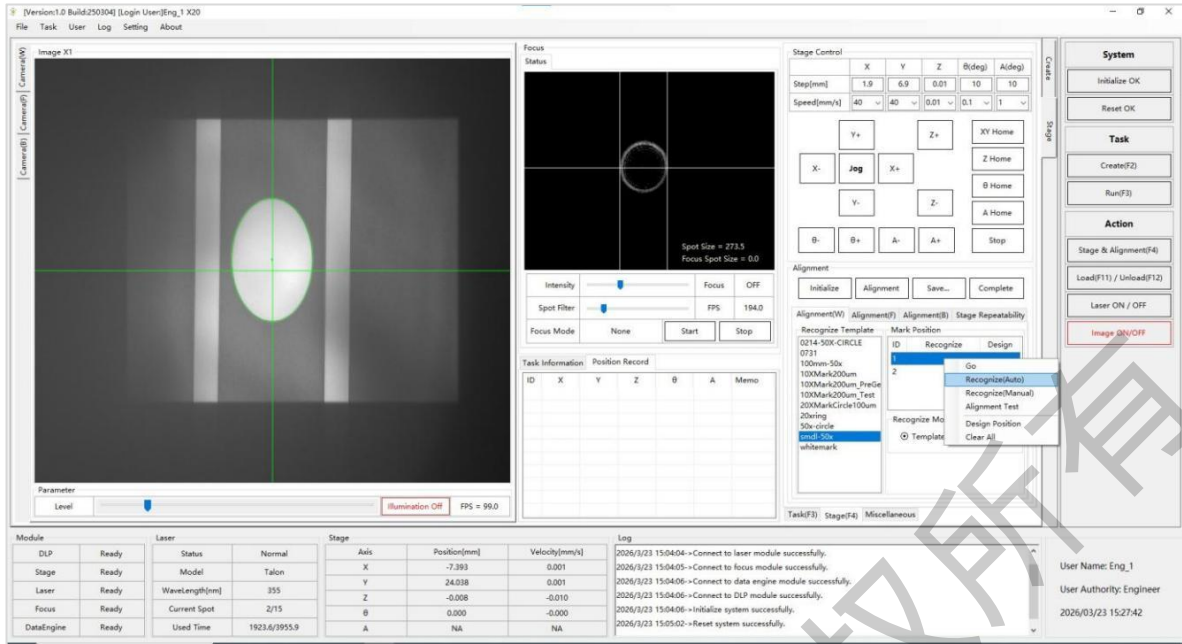 [Version:1.0 Build:250304] [Login User:]Eng_1 X20
File Task User Log Setting About
Camera(W)
Camera(F)
Camera(B)
Image X1
Parameter
Level
Illumination Off
FPS = 99.0
Focus
Status
Spot Size = 273.5
Focus Spot Size = 0.0
Intensity Focus OFF
Spot Filter FPS 194.0
Focus Mode None Start Stop
Task Information Position Record
ID X Y Z θ A Memo
Stage Control
X Y Z θ(deg) A(deg)
Step[mm] 1.9 6.9 0.01 10 10
Speed[mm/s] 40 40 0.01 0.1 1
Y+ Z+ XY Home
X- Jog X+ Z Home
θ Home
Y- Z- A Home
θ- θ+ A- A+ Stop
Alignment
Initialize Alignment Save... Complete
Alignment(W) Alignment(F) Alignment(B) Stage Repeatability
Recognize Template
0214-50X-CIRCLE
0731
100mm-50x
10XMark200um
10XMark200um_PreGe
10XMark200um_Test
20XMarkCircle100um
20xring
50x-circle
smdl-50x
whitemark
Mark Position
ID Recognize Design
1
2
Recognize Mo
Template
Go
Recognize(Auto)
Recognize(Manual)
Alignment Test
Design Position
Clear All
Task(F3) Stage(F4) Miscellaneous
Create
Stage
System
Initialize OK
Reset OK
Task
Create(F2)
Run(F3)
Action
Stage & Alignment(F4)
Load(F11) / Unload(F12)
Laser ON / OFF
Image ON/OFF
Module
DLP Ready
Stage Ready
Laser Ready
Focus Ready
DataEngine Ready
Laser
Status Normal
Model Talon
WaveLength[nm] 355
Current Spot 2/15
Used Time 1923.6/3955.9
Stage
Axis Position[mm] Velocity[mm/s]
X -7.393 0.001
Y 24.038 0.001
Z -0.008 -0.010
θ 0.000 -0.000
A NA NA
Log
2026/3/23 15:04:04->Connect to laser module successfully.
2026/3/23 15:04:05->Connect to focus module successfully.
2026/3/23 15:04:06->Connect to data engine module successfully.
2026/3/23 15:04:06->Connect to DLP module successfully.
2026/3/23 15:04:06->Initialize system successfully.
2026/3/23 15:05:02->Reset system successfully.
User Name: Eng_1
User Authority: Engineer
2026/03/23 15:27:42
权所有